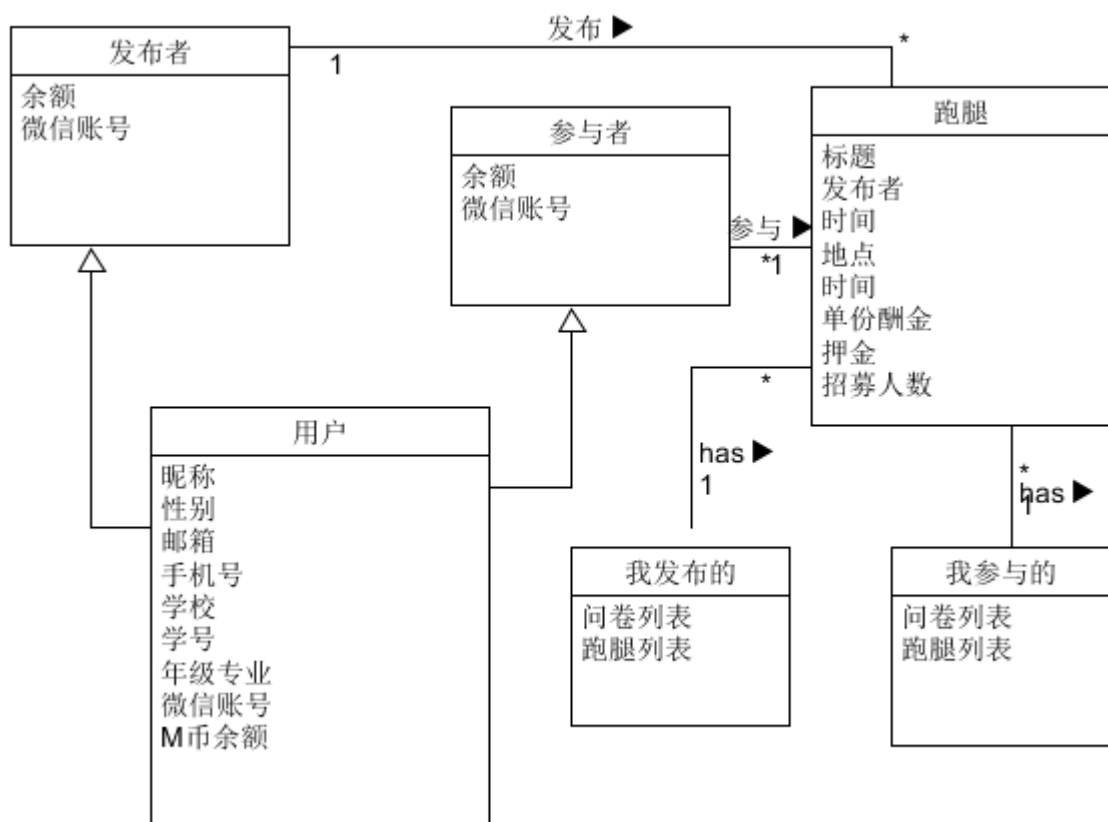 发布者
余额
微信账号
发布 ▶
1
*
参与者
余额
微信账号
参与 ▶
*
1
跑腿
标题
发布者
时间
地点
时间
单份酬金
押金
招募人数
*
has ▶
1
*
has ▶
1
用户
昵称
性别
邮箱
手机号
学校
学号
年级专业
微信账号
M币余额
我发布的
问卷列表
跑腿列表
我参与的
问卷列表
跑腿列表